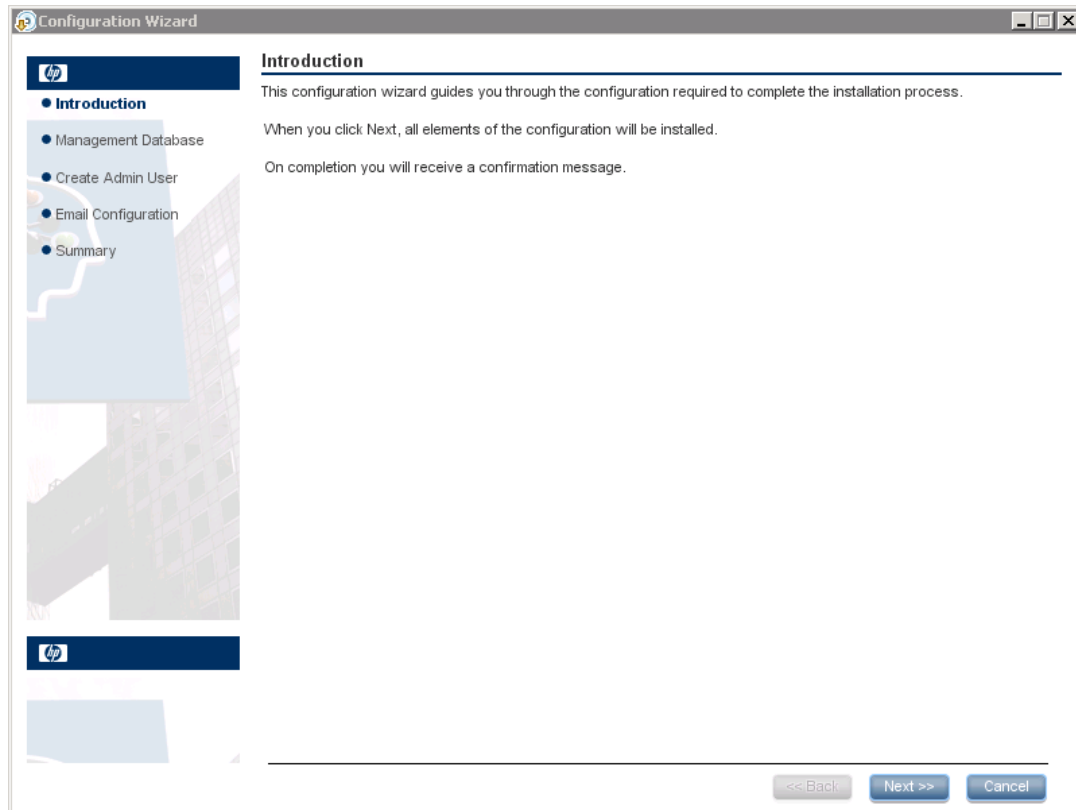 Configuration Wizard
hp
Introduction
Management Database
Create Admin User
Email Configuration
Summary
hp
Introduction
This configuration wizard guides you through the configuration required to complete the installation process.
When you click Next, all elements of the configuration will be installed.
On completion you will receive a confirmation message.
<< Back
Next >>
Cancel